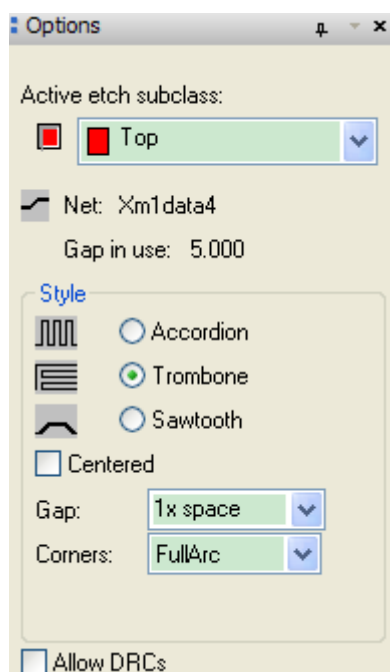 Options
Active etch subclass:
Top
Net: Xm1data4
Gap in use: 5.000
Style
Accordion
Trombone
Sawtooth
Centered
Gap: 1x space
Corners: FullArc
Allow DRCs